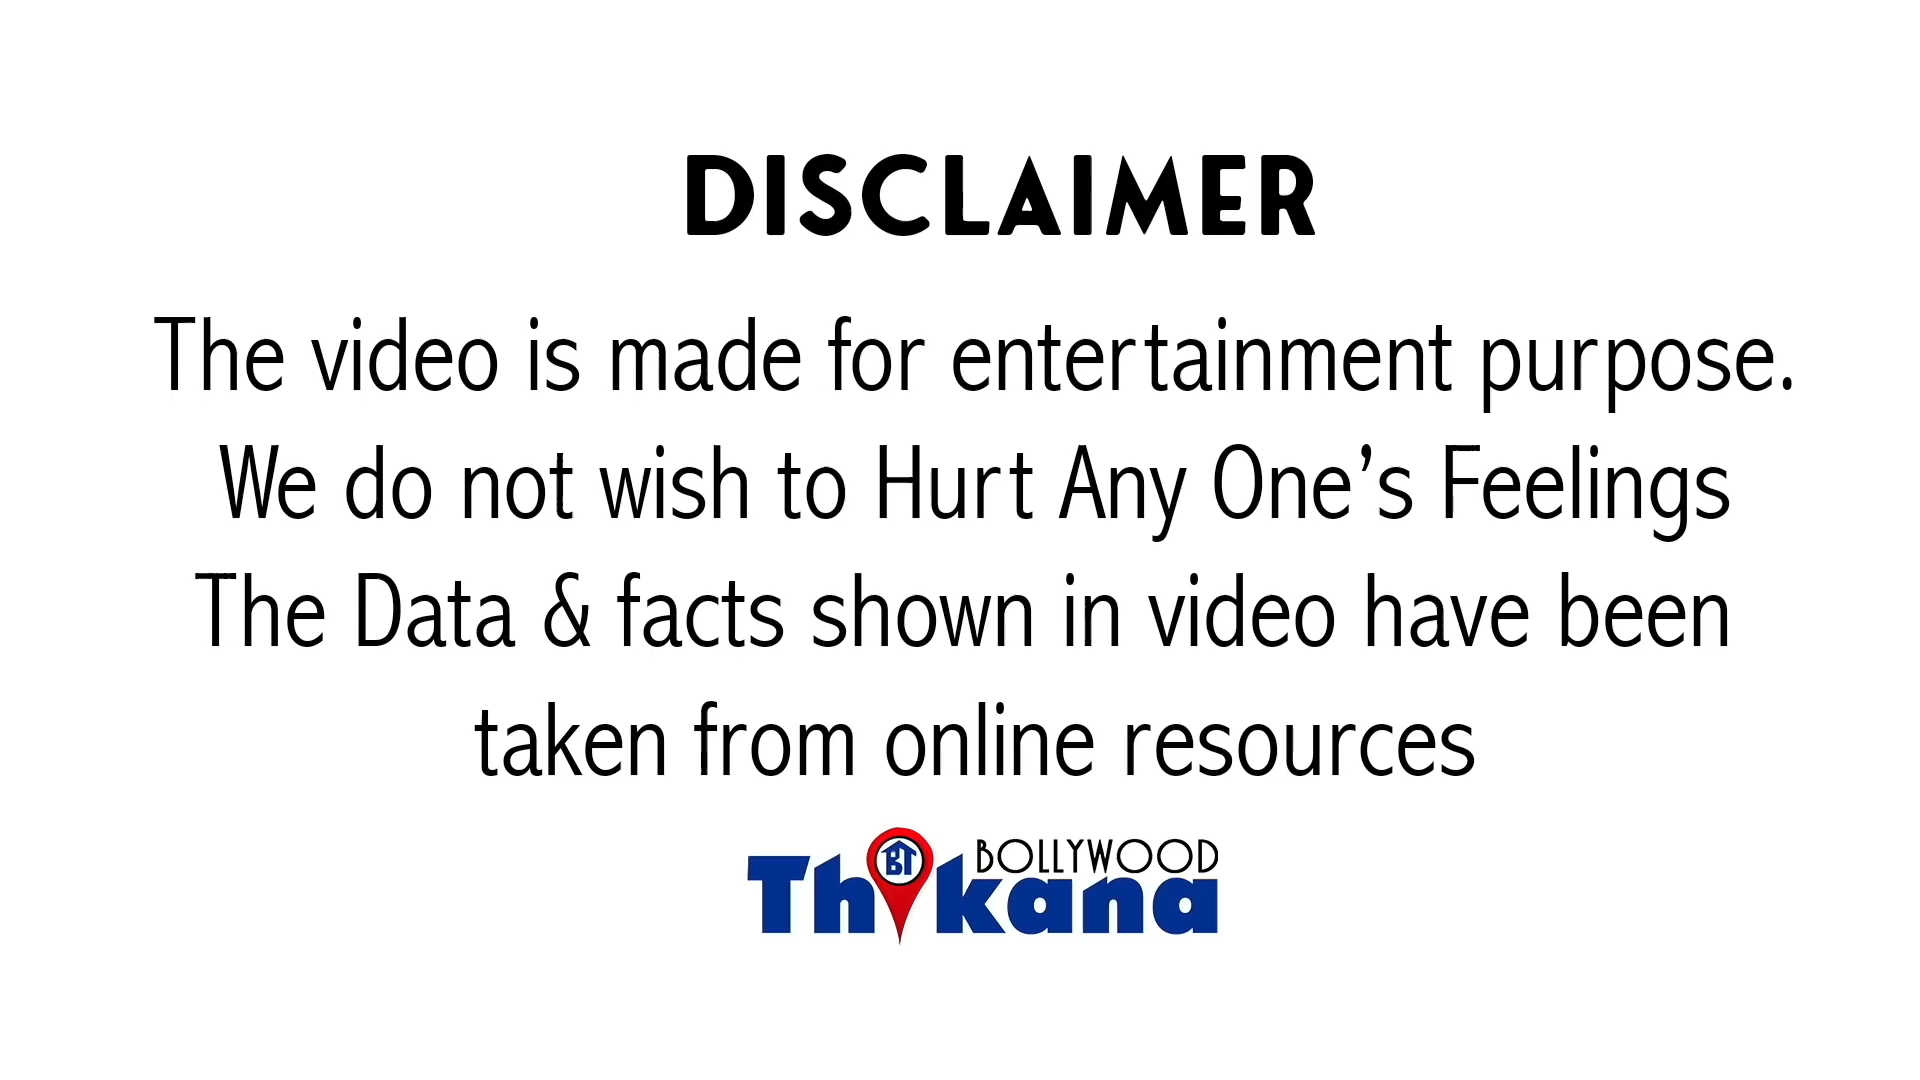 DISCLAIMER
The video is made for entertainment purpose.
We do not wish to Hurt Any One’s Feelings
The Data & facts shown in video have been
taken from online resources
BOLLYWOOD
BT
Thikana